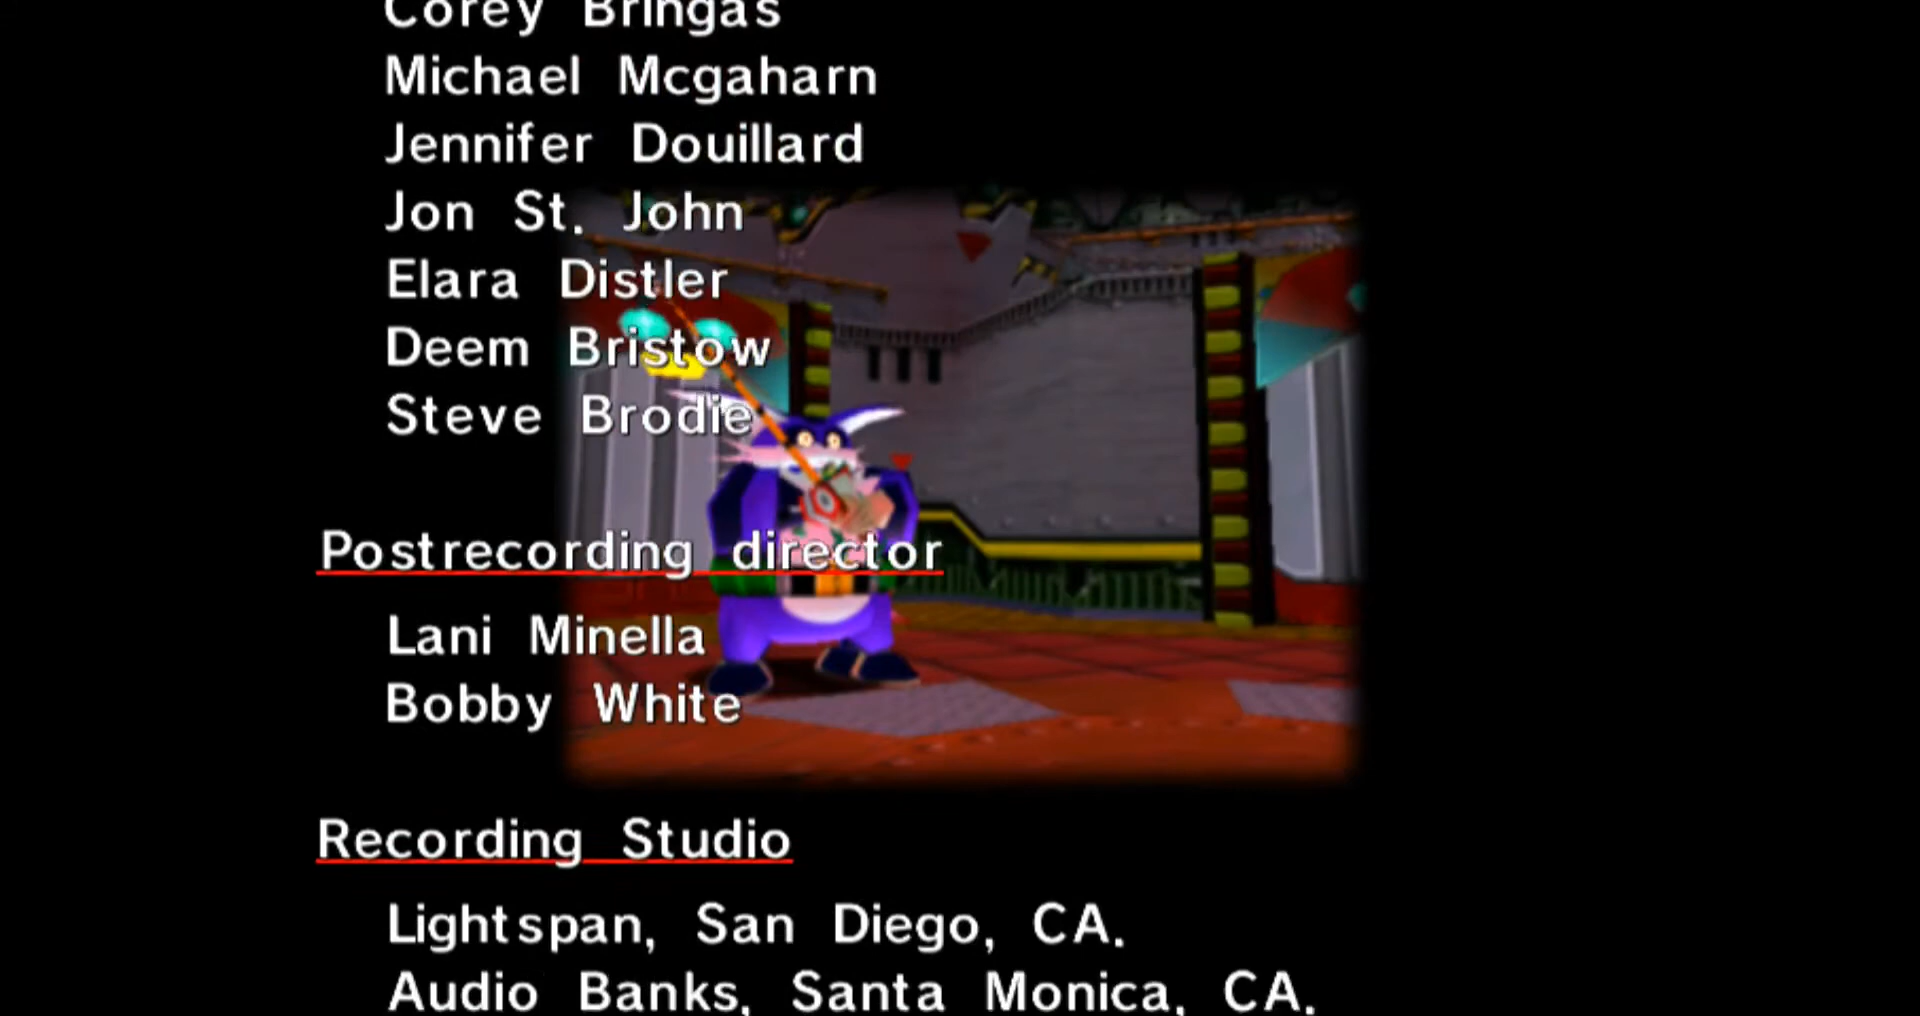 Corey Bringas
Michael Mcgaharn
Jennifer Douillard
Jon St. John
Elara Distler
Deem Bristow
Steve Brodie
Postrecording director
Lani Minella
Bobby White
Recording Studio
Lightspan, San Diego, CA.
Audio Banks, Santa Monica, CA.